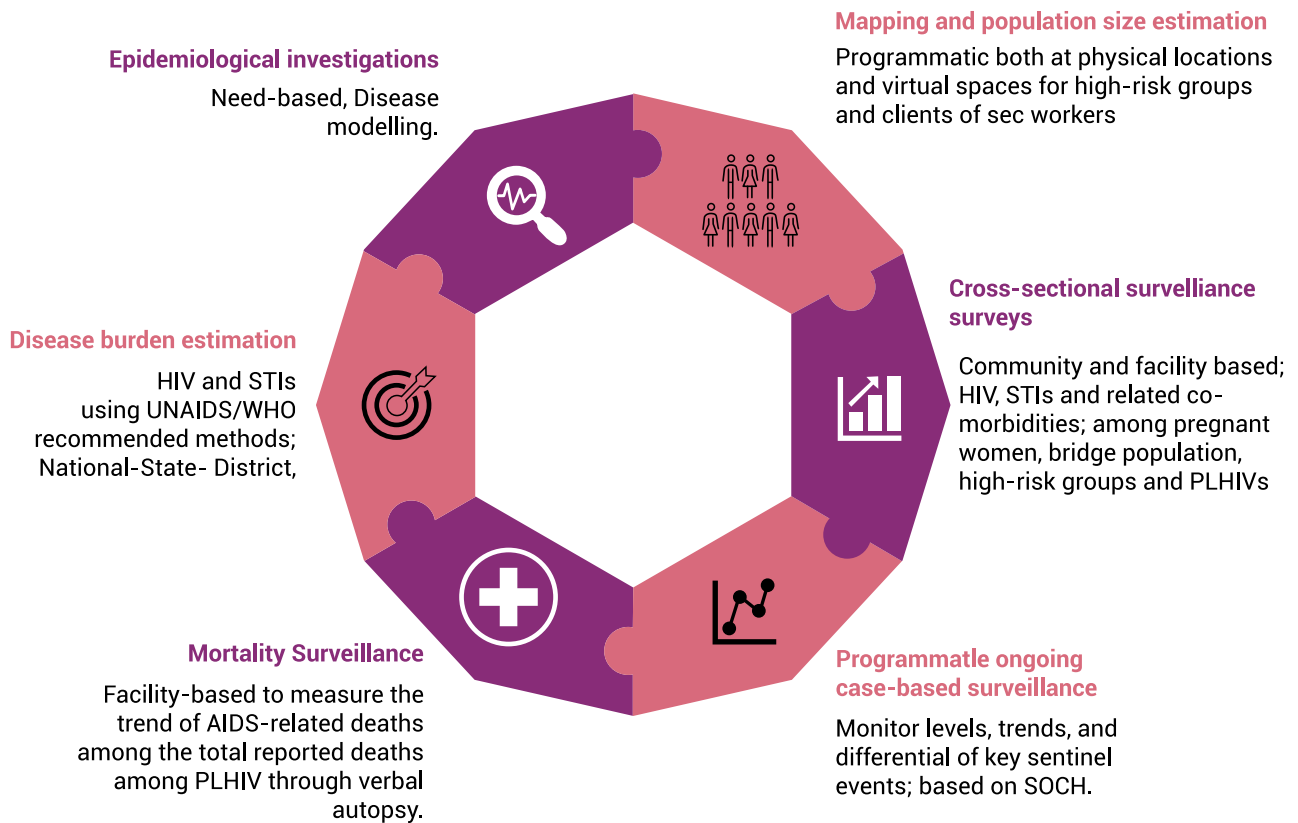 Mapping and population size estimation
Programmatic both at physical locations
and virtual spaces for high-risk groups
and clients of sec workers
Cross-sectional survelliance
surveys
Community and facility based;
HIV, STIs and related co-
morbidities; among pregnant
women, bridge population,
high-risk groups and PLHIVs
Programmatle ongoing
case-based surveillance
Monitor levels, trends, and
differential of key sentinel
events; based on SOCH.
Mortality Surveillance
Facility-based to measure the
trend of AIDS-related deaths
among the total reported deaths
among PLHIV through verbal
autopsy.
Disease burden estimation
HIV and STIs
using UNAIDS/WHO
recommended methods;
National-State- District,
Epidemiological investigations
Need-based, Disease
modelling.